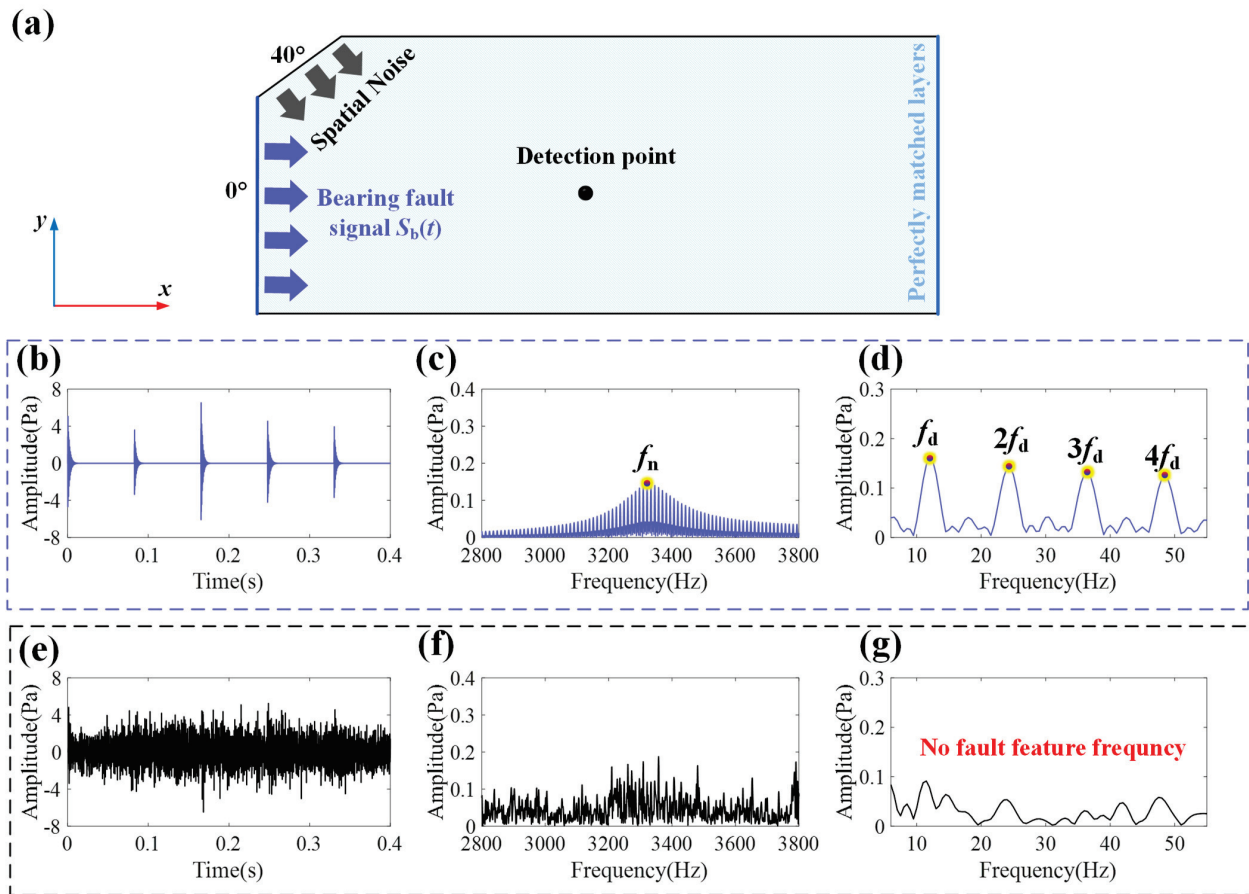 (a)
40°
Spatial Noise
0°
Bearing fault
signal S_b(t)
Detection point
Perfectly matched layers
y
x
(b)
Amplitude(Pa)
8
4
0
-4
-8
0 0.1 0.2 0.3 0.4
Time(s)
(c)
Amplitude(Pa)
0.4
0.3
0.2
0.1
0
f_n
2800 3000 3200 3400 3600 3800
Frequency(Hz)
(d)
Amplitude(Pa)
0.3
0.2
0.1
0
f_d 2f_d 3f_d 4f_d
10 20 30 40 50
Frequency(Hz)
(e)
Amplitude(Pa)
8
4
0
-4
-8
0 0.1 0.2 0.3 0.4
Time(s)
(f)
Amplitude(Pa)
0.4
0.3
0.2
0.1
0
2800 3000 3200 3400 3600 3800
Frequency(Hz)
(g)
Amplitude(Pa)
0.3
0.2
0.1
0
No fault feature frequncy
10 20 30 40 50
Frequency(Hz)